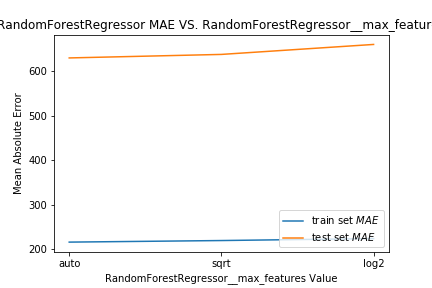 RandomForestRegressor MAE VS. RandomForestRegressor__max_featur
Mean Absolute Error
600
500
400
300
200
train set MAE
test set MAE
auto
sqrt
log2
RandomForestRegressor__max_features Value